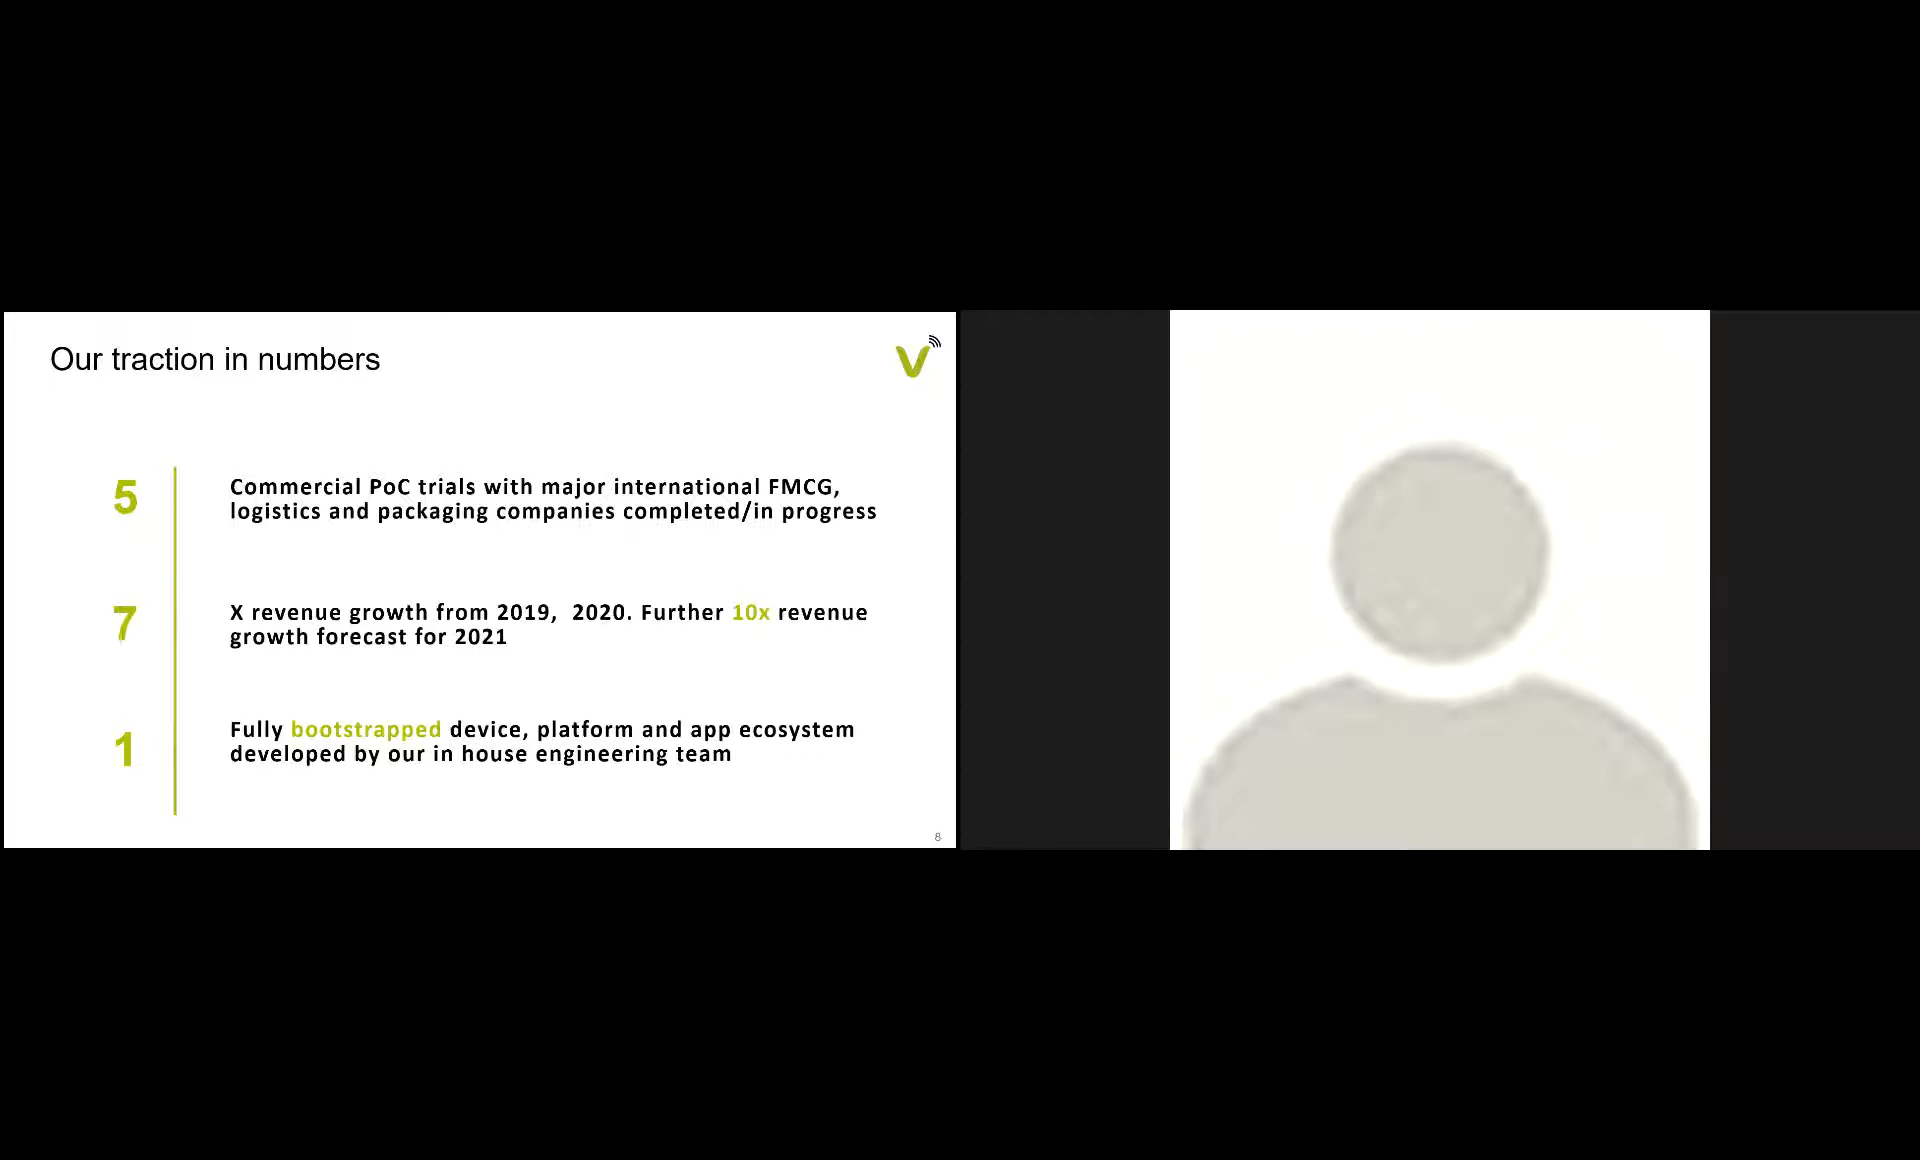 Our traction in numbers
V
5
Commercial PoC trials with major international FMCG,
logistics and packaging companies completed/in progress
7
X revenue growth from 2019,  2020. Further 10x revenue
growth forecast for 2021
1
Fully bootstrapped device, platform and app ecosystem
developed by our in house engineering team
8